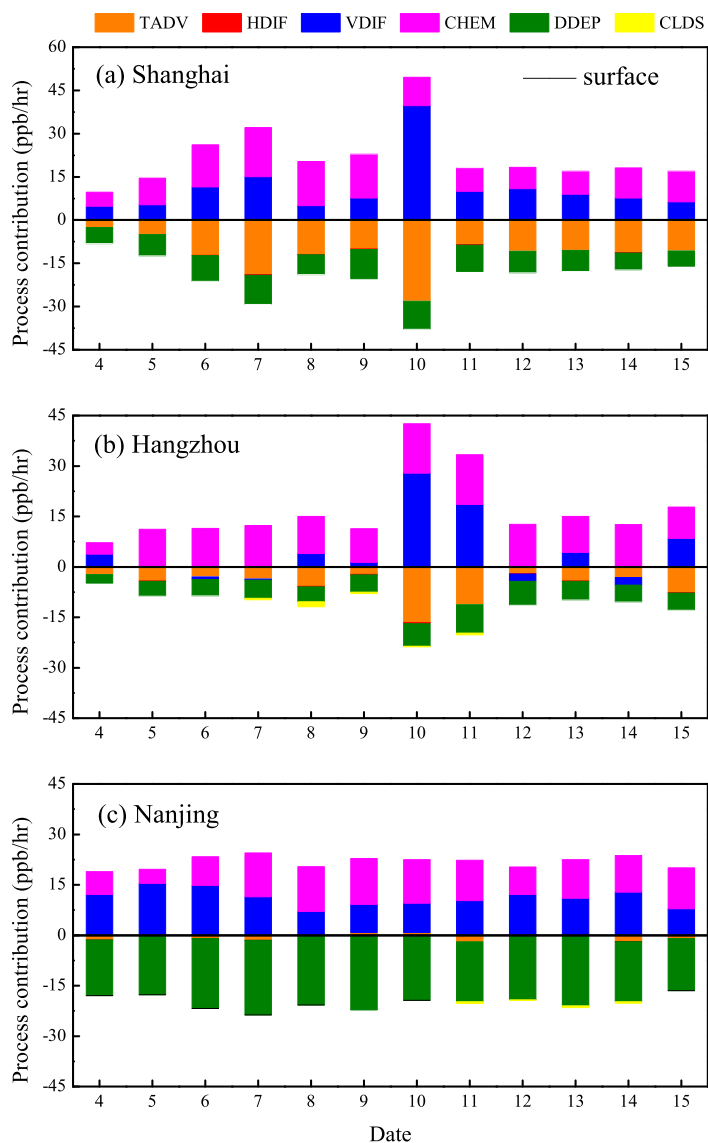 TADV HDIF VDIF CHEM DDEP CLDS
60
45
30
15
0
-15
-30
-45
Process contribution (ppb/hr)
(a) Shanghai
surface
4 5 6 7 8 9 10 11 12 13 14 15
45
30
15
0
-15
-30
-45
Process contribution (ppb/hr)
(b) Hangzhou
4 5 6 7 8 9 10 11 12 13 14 15
45
30
15
0
-15
-30
-45
Process contribution (ppb/hr)
(c) Nanjing
4 5 6 7 8 9 10 11 12 13 14 15
Date